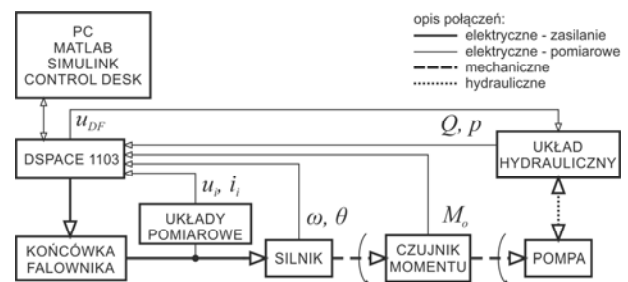 opis połączeń:
elektryczne - zasilanie
elektryczne - pomiarowe
mechaniczne
hydrauliczne
PC
MATLAB
SIMULINK
CONTROL DESK
u_DF
Q, p
DSPACE 1103
UKŁAD
HYDRAULICZNY
u_i, i_i
ω, θ
M_o
UKŁADY
POMIAROWE
KOŃCÓWKA
FALOWNIKA
SILNIK
CZUJNIK
MOMENTU
POMPA